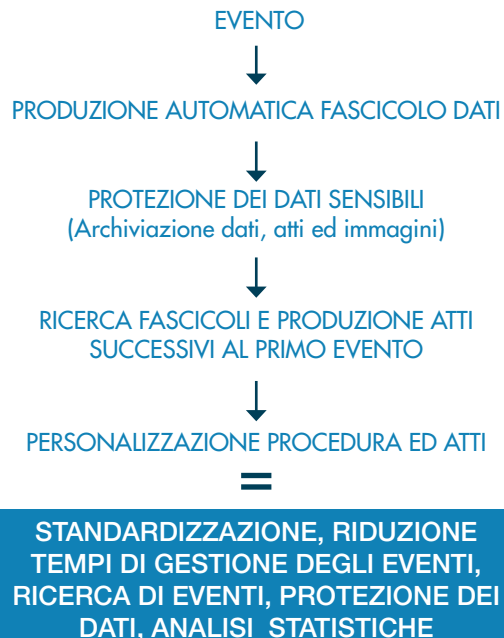 EVENTO
PRODUZIONE AUTOMATICA FASCICOLO DATI
PROTEZIONE DEI DATI SENSIBILI
(Archiviazione dati, atti ed immagini)
RICERCA FASCICOLI E PRODUZIONE ATTI
SUCCESSIVI AL PRIMO EVENTO
PERSONALIZZAZIONE PROCEDURA ED ATTI
=
STANDARDIZZAZIONE, RIDUZIONE
TEMPI DI GESTIONE DEGLI EVENTI,
RICERCA DI EVENTI, PROTEZIONE DEI
DATI, ANALISI STATISTICHE